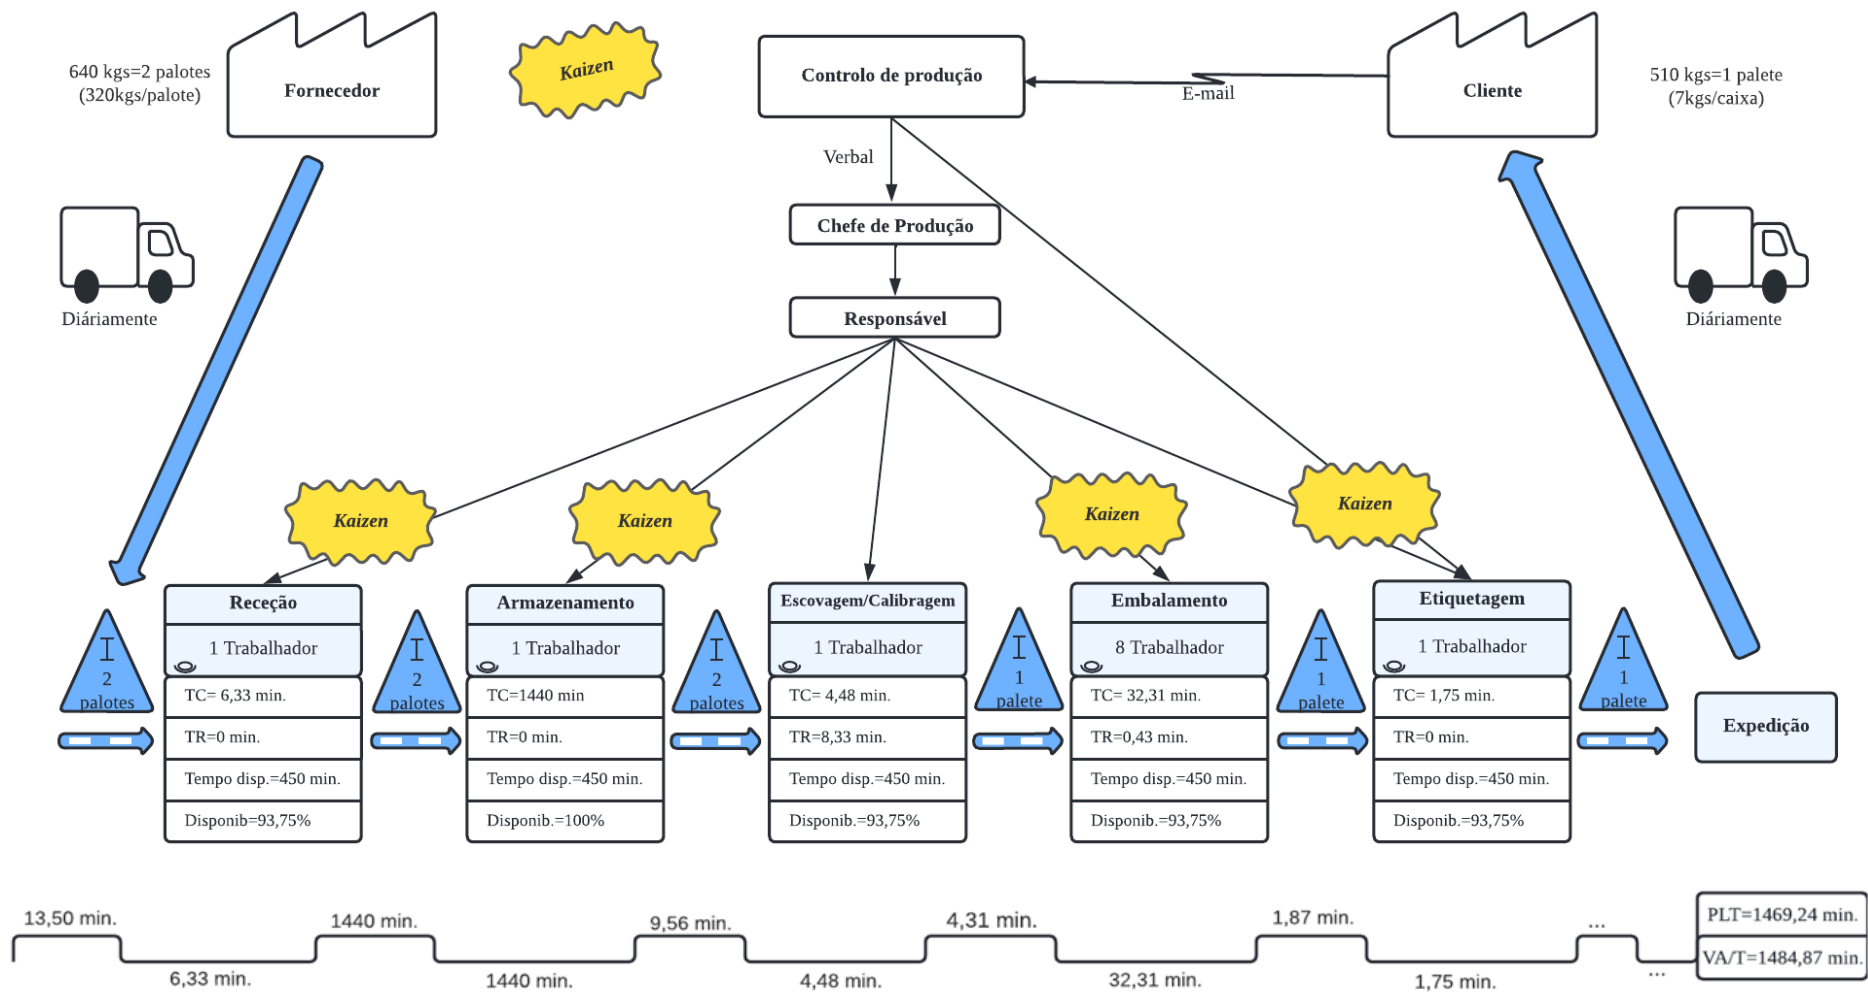 640 kgs=2 palotes
(320kgs/palote)
Fornecedor
Kaizen
Controlo de produção
E-mail
Cliente
510 kgs=1 palete
(7kgs/caixa)
Verbal
Chefe de Produção
Responsável
Diáriamente
Diáriamente
Kaizen
Kaizen
Kaizen
Kaizen
I
2
palotes
Receção
1 Trabalhador
TC= 6,33 min.
TR=0 min.
Tempo disp.=450 min.
Disponib=93,75%
I
2
palotes
Armazenamento
1 Trabalhador
TC=1440 min
TR=0 min.
Tempo disp.=450 min.
Disponib.=100%
I
2
palotes
Escovagem/Calibragem
1 Trabalhador
TC= 4,48 min.
TR=8,33 min.
Tempo disp.=450 min.
Disponib.=93,75%
I
1
palete
Embalamento
8 Trabalhador
TC= 32,31 min.
TR=0,43 min.
Tempo disp.=450 min.
Disponib.=93,75%
I
1
palete
Etiquetagem
1 Trabalhador
TC= 1,75 min.
TR=0 min.
Tempo disp.=450 min.
Disponib.=93,75%
I
1
palete
Expedição
13,50 min.
6,33 min.
1440 min.
1440 min.
9,56 min.
4,48 min.
4,31 min.
32,31 min.
1,87 min.
1,75 min.
...
...
PLT=1469,24 min.
VA/T=1484,87 min.